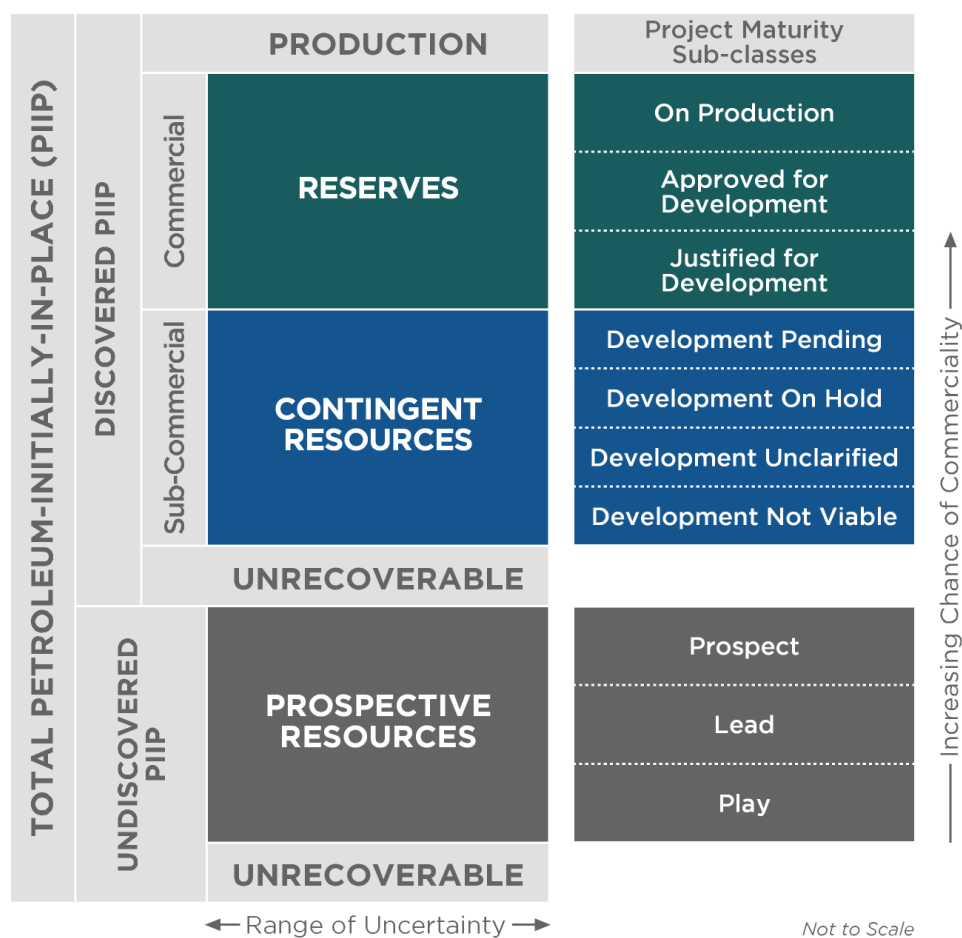 TOTAL PETROLEUM-INITIALLY-IN-PLACE (PIIP)
DISCOVERED PIIP
PRODUCTION
Commercial
RESERVES
Sub-Commercial
CONTINGENT
RESOURCES
UNRECOVERABLE
UNDISCOVERED
PIIP
PROSPECTIVE
RESOURCES
UNRECOVERABLE
Range of Uncertainty
Project Maturity
Sub-classes
On Production
Approved for
Development
Justified for
Development
Development Pending
Development On Hold
Development Unclarified
Development Not Viable
Prospect
Lead
Play
Increasing Chance of Commerciality
Not to Scale